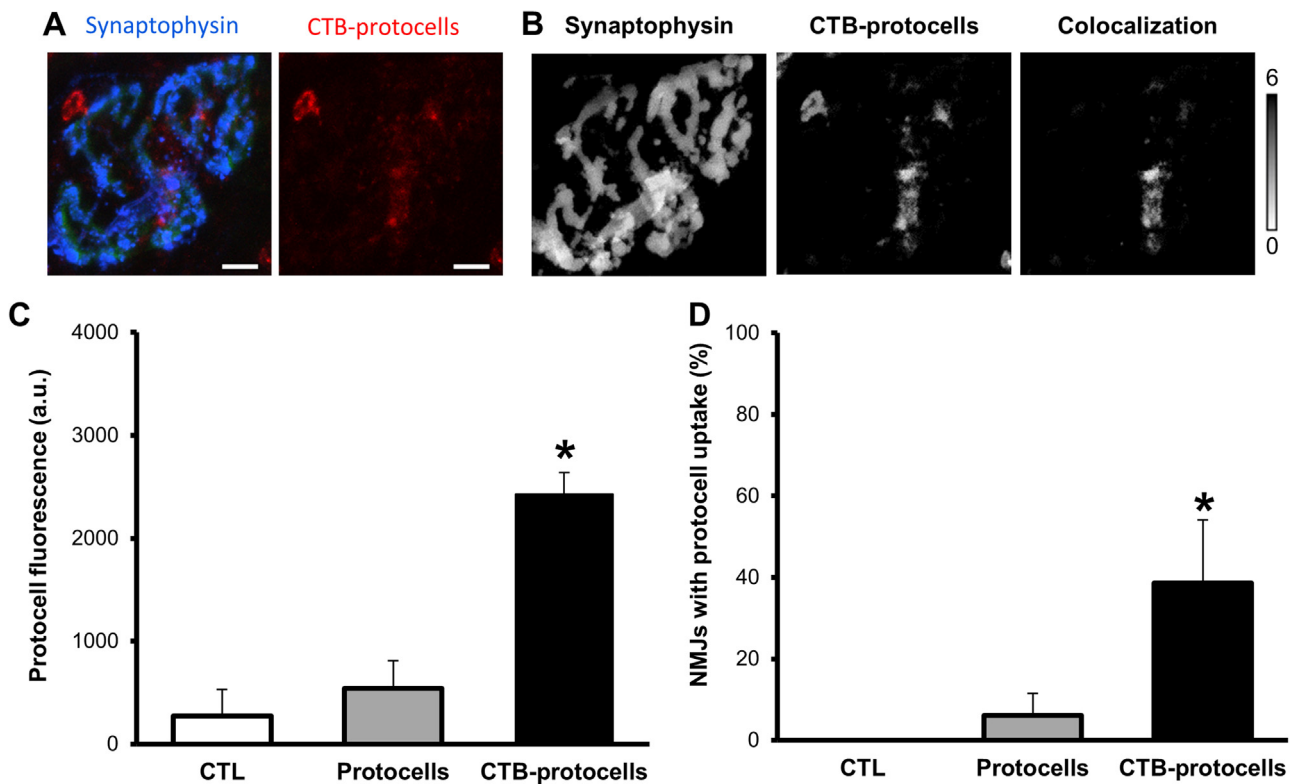 A
Synaptophysin
CTB-protocells
B
Synaptophysin
CTB-protocells
Colocalization
6
0
C
Protocell fluorescence (a.u.)
4000
3000
2000
1000
0
*
CTL
Protocells
CTB-protocells
D
NMJs with protocell uptake (%)
100
80
60
40
20
0
*
CTL
Protocells
CTB-protocells